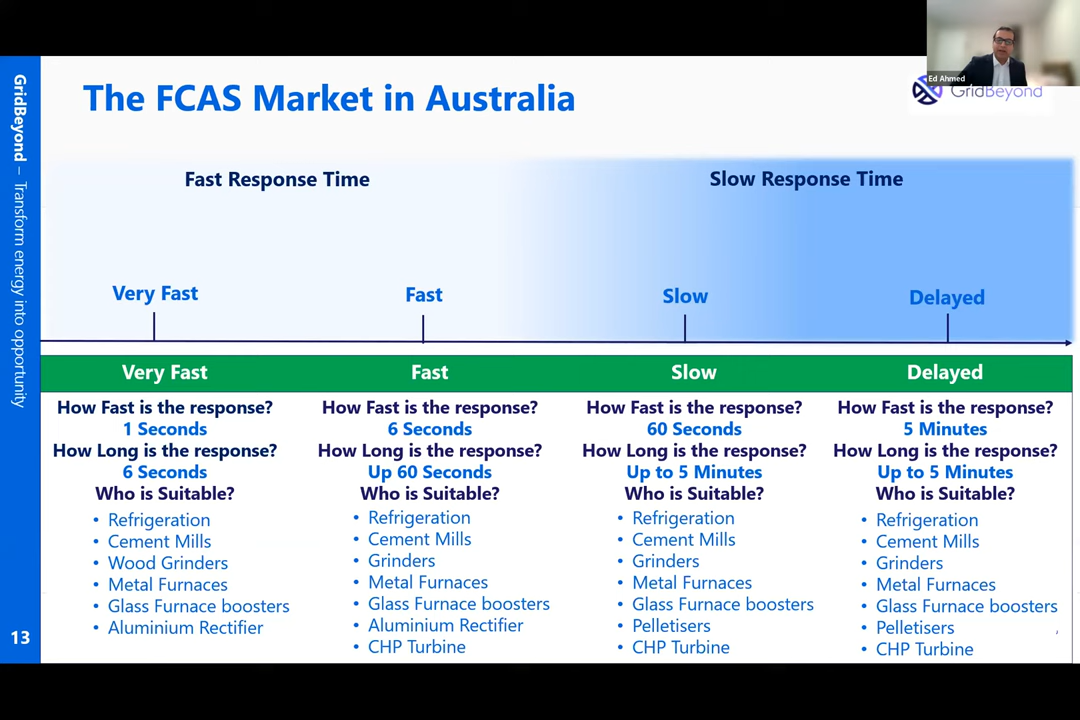 Ed Ahmed
GridBeyond
GridBeyond – Transform energy into opportunity
The FCAS Market in Australia
Fast Response Time
Slow Response Time
Very Fast
Fast
Slow
Delayed
Very Fast
Fast
Slow
Delayed
How Fast is the response?
1 Seconds
How Long is the response?
6 Seconds
Who is Suitable?
• Refrigeration
• Cement Mills
• Wood Grinders
• Metal Furnaces
• Glass Furnace boosters
• Aluminium Rectifier
How Fast is the response?
6 Seconds
How Long is the response?
Up 60 Seconds
Who is Suitable?
• Refrigeration
• Cement Mills
• Grinders
• Metal Furnaces
• Glass Furnace boosters
• Aluminium Rectifier
• CHP Turbine
How Fast is the response?
60 Seconds
How Long is the response?
Up to 5 Minutes
Who is Suitable?
• Refrigeration
• Cement Mills
• Grinders
• Metal Furnaces
• Glass Furnace boosters
• Pelletisers
• CHP Turbine
How Fast is the response?
5 Minutes
How Long is the response?
Up to 5 Minutes
Who is Suitable?
• Refrigeration
• Cement Mills
• Grinders
• Metal Furnaces
• Glass Furnace boosters
• Pelletisers
• CHP Turbine
13